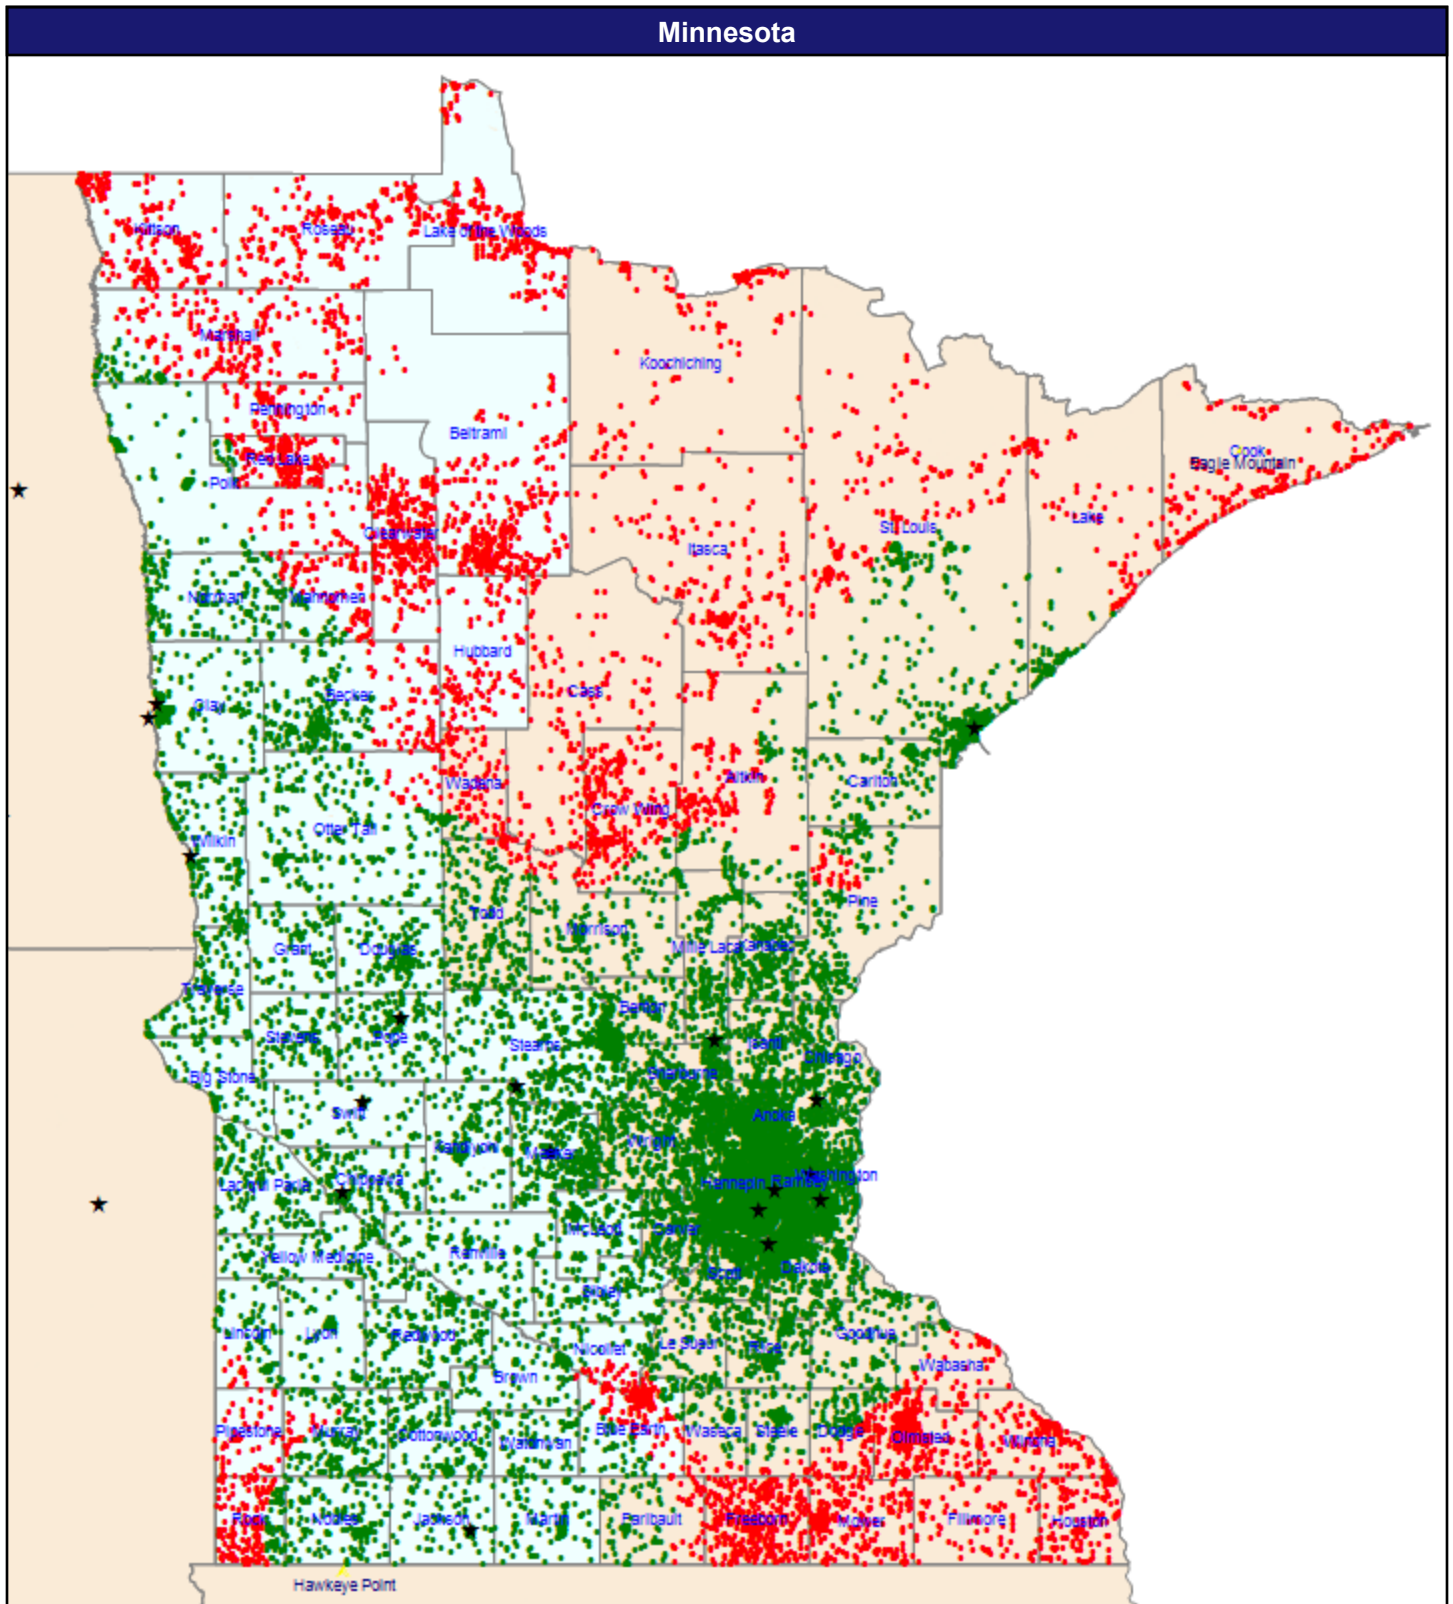 Minnesota
Kittson
Roseau
Lake of the Woods
Marshall
Koochiching
Pennington
Beltrami
Cook
Red Lake
Eagle Mountain
Polk
Clearwater
St. Louis
Lake
Itasca
Norman
Mahnomen
Hubbard
Clay
Becker
Cass
Wadena
Aitkin
Carlton
Crow Wing
Otter Tail
Wilkin
Pine
Todd
Morrison
Grant
Douglas
Mille Lacs
Kanabec
Traverse
Benton
Stevens
Pope
Stearns
Isanti
Chisago
Big Stone
Sherburne
Swift
Anoka
Kandiyohi
Meeker
Wright
Lac qui Parle
Chippewa
Hennepin
Ramsey
Washington
McLeod
Carver
Yellow Medicine
Renville
Scott
Dakota
Sibley
Lincoln
Lyon
Redwood
Nicollet
Le Sueur
Rice
Goodhue
Wabasha
Brown
Pipestone
Murray
Cottonwood
Watonwan
Blue Earth
Waseca
Steele
Dodge
Olmsted
Winona
Rock
Nobles
Jackson
Martin
Faribault
Freeborn
Mower
Fillmore
Houston
Hawkeye Point